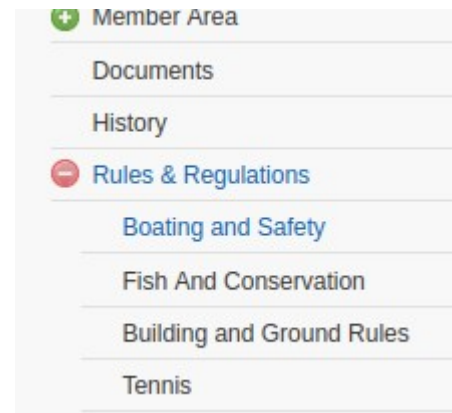 Member Area
Documents
History
Rules & Regulations
Boating and Safety
Fish And Conservation
Building and Ground Rules
Tennis